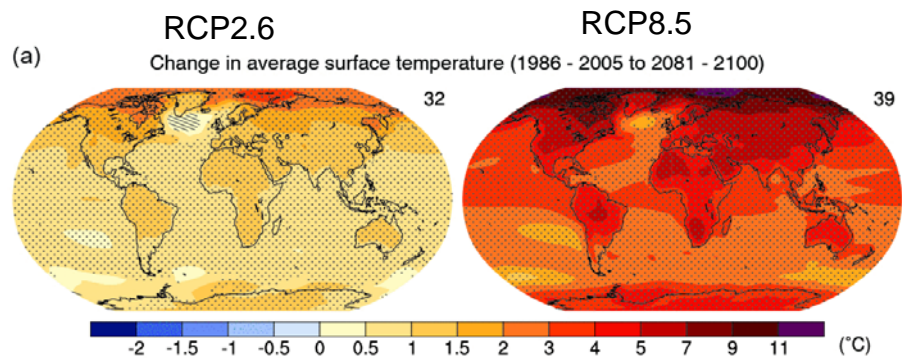 RCP2.6 RCP8.5
(a) Change in average surface temperature (1986 - 2005 to 2081 - 2100)
32 39
-2 -1.5 -1 -0.5 0 0.5 1 1.5 2 3 4 5 7 9 11 (°C)